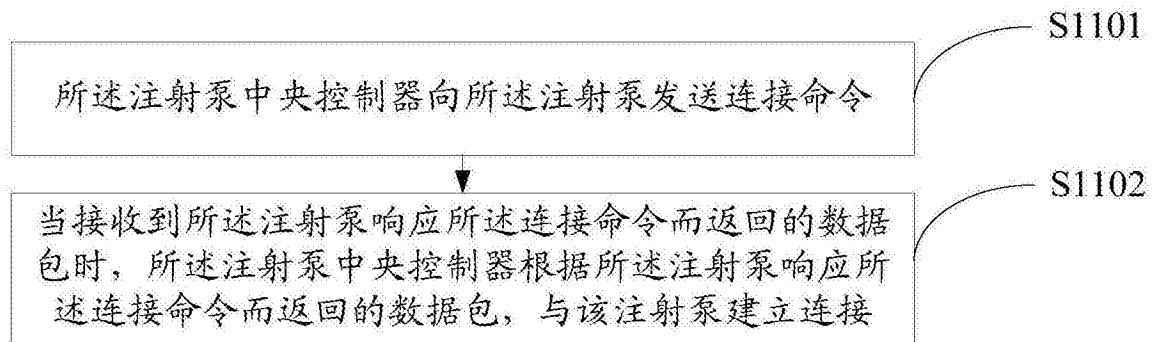 S1101
所述注射泵中央控制器向所述注射泵发送连接命令
S1102
当接收到所述注射泵响应所述连接命令而返回的数据
包时，所述注射泵中央控制器根据所述注射泵响应所
述连接命令而返回的数据包，与该注射泵建立连接